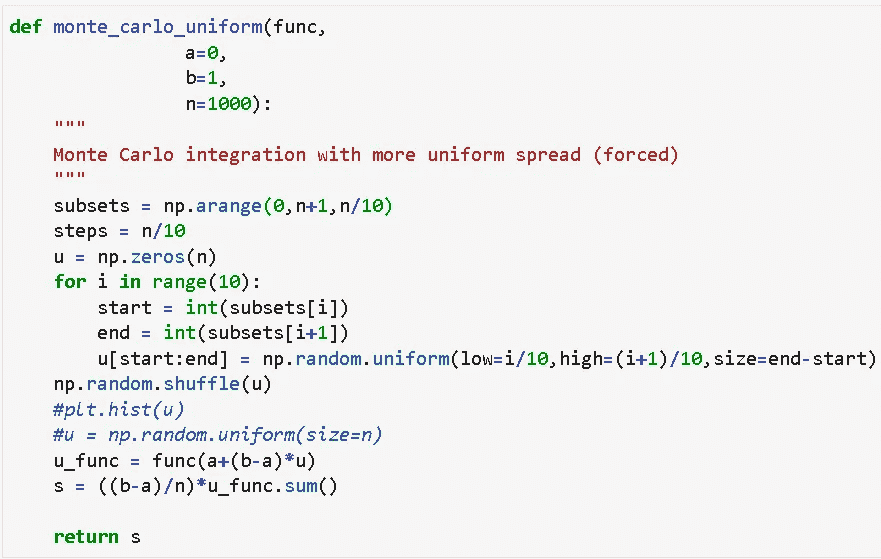 def monte_carlo_uniform(func,
                a=0,
                b=1,
                n=1000):
    """
    Monte Carlo integration with more uniform spread (forced)
    """
    subsets = np.arange(0,n+1,n/10)
    steps = n/10
    u = np.zeros(n)
    for i in range(10):
        start = int(subsets[i])
        end = int(subsets[i+1])
        u[start:end] = np.random.uniform(low=i/10,high=(i+1)/10,size=end-start)
    np.random.shuffle(u)
    #plt.hist(u)
    #u = np.random.uniform(size=n)
    u_func = func(a+(b-a)*u)
    s = ((b-a)/n)*u_func.sum()
    return s